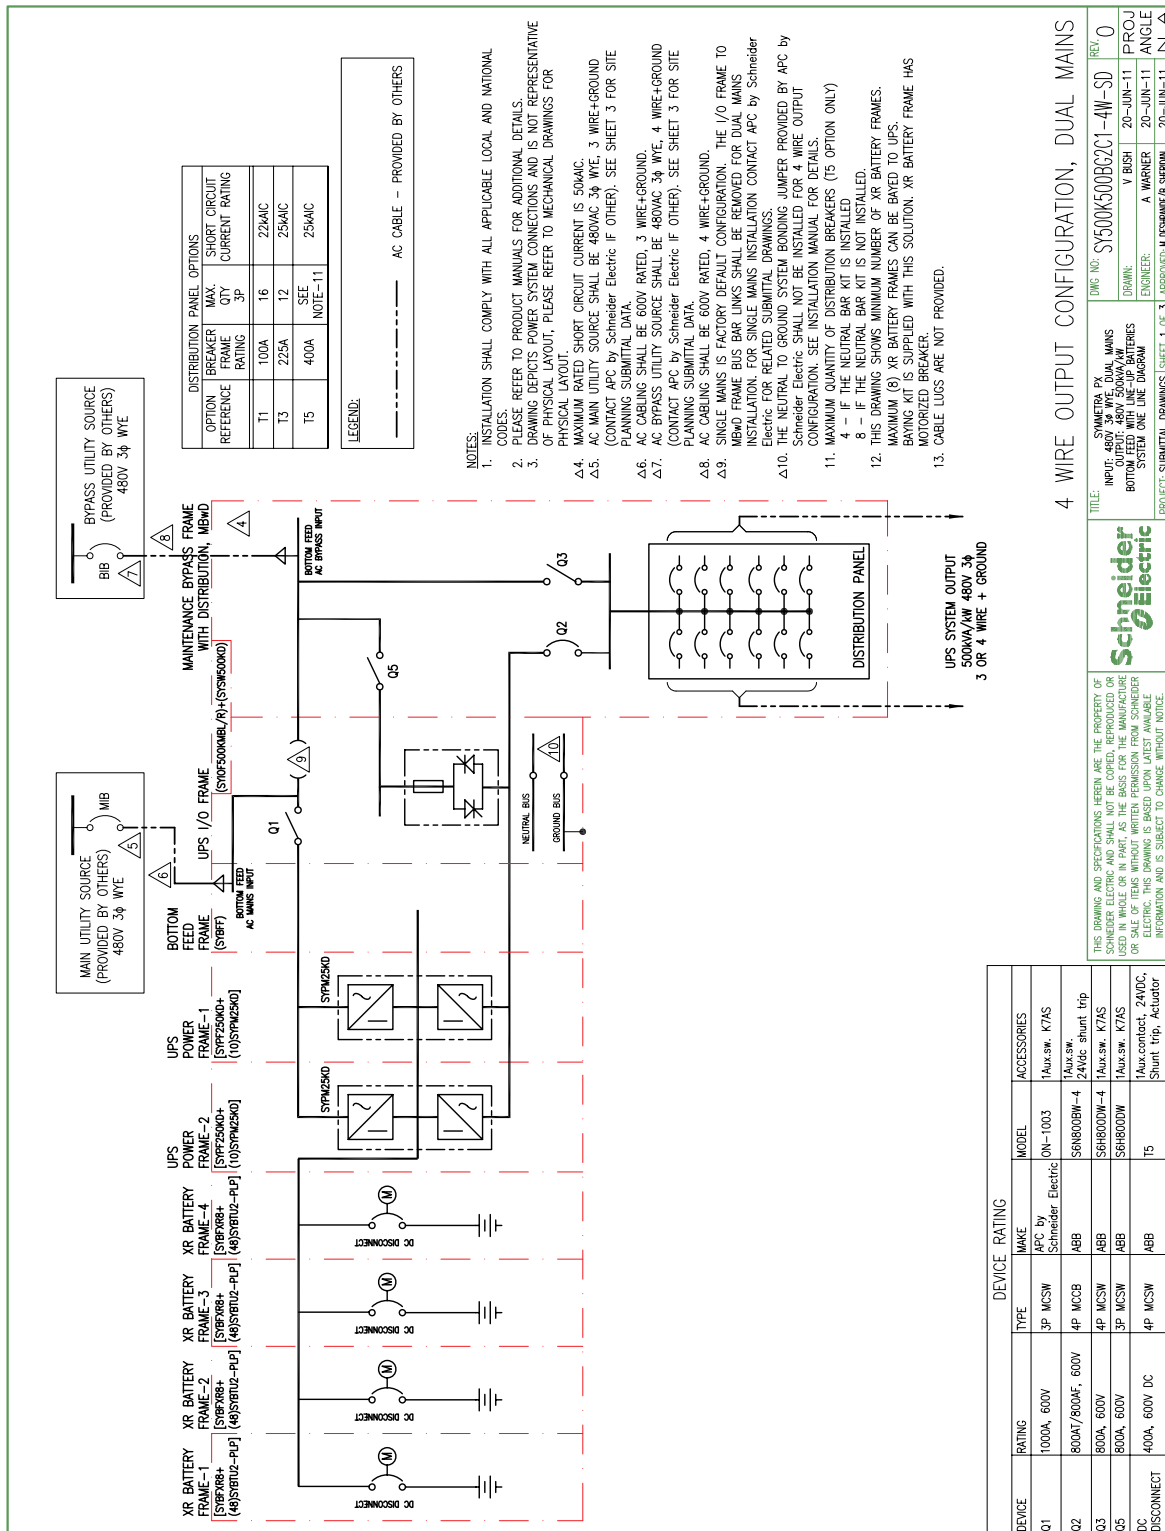 MAIN UTILITY SOURCE
(PROVIDED BY OTHERS)
480V 3ϕ WYE
MIB
5
6
BYPASS UTILITY SOURCE
(PROVIDED BY OTHERS)
480V 3ϕ WYE
BIB
7
8
4
XR BATTERY
FRAME-1
[SYBFXR8+
(48)SYBTU2-PLP]
XR BATTERY
FRAME-2
[SYBFXR8+
(48)SYBTU2-PLP]
XR BATTERY
FRAME-3
[SYBFXR8+
(48)SYBTU2-PLP]
XR BATTERY
FRAME-4
[SYBFXR8+
(48)SYBTU2-PLP]
UPS
POWER
FRAME-2
[SYPF250KD+
(10)SYPM25KD]
UPS
POWER
FRAME-1
[SYPF250KD+
(10)SYPM25KD]
BOTTOM
FEED
FRAME
(SYBFF)
UPS I/O FRAME
MAINTENANCE BYPASS FRAME
WITH DISTRIBUTION, MBwD
(SYIOF500KMBL/R)+(SYSW500KD)
BOTTOM FEED
AC MAINS INPUT
BOTTOM FEED
AC BYPASS INPUT
SYPM25KD
SYPM25KD
Q1
9
Q5
Q2
Q3
M
DC DISCONNECT
M
DC DISCONNECT
M
DC DISCONNECT
M
DC DISCONNECT
NEUTRAL BUS
GROUND BUS
10
DISTRIBUTION PANEL
UPS SYSTEM OUTPUT
500KVA/KW 480V 3ϕ
3 OR 4 WIRE + GROUND
DISTRIBUTION PANEL OPTIONS
OPTION REFERENCE | BREAKER FRAME RATING | MAX. QTY 3P | SHORT CIRCUIT CURRENT RATING
T1 | 100A | 16 | 22kAIC
T3 | 225A | 12 | 25kAIC
T5 | 400A | SEE NOTE-11 | 25kAIC
LEGEND:
AC CABLE - PROVIDED BY OTHERS
NOTES:
1. INSTALLATION SHALL COMPLY WITH ALL APPLICABLE LOCAL AND NATIONAL
CODES.
2. PLEASE REFER TO PRODUCT MANUALS FOR ADDITIONAL DETAILS.
3. DRAWING DEPICTS POWER SYSTEM CONNECTIONS AND IS NOT REPRESENTATIVE
OF PHYSICAL LAYOUT, PLEASE REFER TO MECHANICAL DRAWINGS FOR
PHYSICAL LAYOUT.
△4. MAXIMUM RATED SHORT CIRCUIT CURRENT IS 50kAIC.
△5. AC MAIN UTILITY SOURCE SHALL BE 480VAC 3ϕ WYE, 3 WIRE+GROUND
(CONTACT APC by Schneider Electric IF OTHER). SEE SHEET 3 FOR SITE
PLANNING SUBMITTAL DATA.
△6. AC CABLING SHALL BE 600V RATED, 3 WIRE+GROUND.
△7. AC BYPASS UTILITY SOURCE SHALL BE 480VAC 3ϕ WYE, 4 WIRE+GROUND
(CONTACT APC by Schneider Electric IF OTHER). SEE SHEET 3 FOR SITE
PLANNING SUBMITTAL DATA.
△8. AC CABLING SHALL BE 600V RATED, 4 WIRE+GROUND.
△9. SINGLE MAINS IS FACTORY DEFAULT CONFIGURATION. THE I/O FRAME TO
MBwD FRAME BUS BAR LINKS SHALL BE REMOVED FOR DUAL MAINS
INSTALLATION. FOR SINGLE MAINS INSTALLATION CONTACT APC by Schneider
Electric FOR RELATED SUBMITTAL DRAWINGS.
△10. THE NEUTRAL TO GROUND SYSTEM BONDING JUMPER PROVIDED BY APC by
Schneider Electric SHALL NOT BE INSTALLED FOR 4 WIRE OUTPUT
CONFIGURATION. SEE INSTALLATION MANUAL FOR DETAILS.
11. MAXIMUM QUANTITY OF DISTRIBUTION BREAKERS (T5 OPTION ONLY)
4 - IF THE NEUTRAL BAR KIT IS INSTALLED
8 - IF THE NEUTRAL BAR KIT IS NOT INSTALLED.
12. THIS DRAWING SHOWS MINIMUM NUMBER OF XR BATTERY FRAMES.
MAXIMUM (8) XR BATTERY FRAMES CAN BE BAYED TO UPS.
BAYING KIT IS SUPPLIED WITH THIS SOLUTION. XR BATTERY FRAME HAS
MOTORIZED BREAKER.
13. CABLE LUGS ARE NOT PROVIDED.
4 WIRE OUTPUT CONFIGURATION, DUAL MAINS
DEVICE RATING
DEVICE | RATING | TYPE | MAKE | MODEL | ACCESSORIES
Q1 | 1000A, 600V | 3P MCSW | APC by Schneider Electric | ON-1003 | 1Aux.sw. K7AS
Q2 | 800AT/800AF, 600V | 4P MCCB | ABB | S6N800BW-4 | 1Aux.sw. 24Vdc shunt trip
Q3 | 800A, 600V | 4P MCSW | ABB | S6H800DW-4 | 1Aux.sw. K7AS
Q5 | 800A, 600V | 3P MCSW | ABB | S6H800DW | 1Aux.sw. K7AS
DC DISCONNECT | 400A, 600V DC | 4P MCSW | ABB | T5 | 1Aux.contact, 24VDC, Shunt trip, Actuator
THIS DRAWING AND SPECIFICATIONS HEREIN ARE THE PROPERTY OF
SCHNEIDER ELECTRIC AND SHALL NOT BE COPIED, REPRODUCED OR
USED IN WHOLE OR IN PART, AS THE BASIS FOR THE MANUFACTURE
OR SALE OF ITEMS WITHOUT WRITTEN PERMISSION FROM SCHNEIDER
ELECTRIC. THIS DRAWING IS BASED UPON LATEST AVAILABLE
INFORMATION AND IS SUBJECT TO CHANGE WITHOUT NOTICE.
Schneider
Electric
TITLE:
SYMMETRA PX
INPUT: 480V 3ϕ WYE, DUAL MAINS
OUTPUT: 480V 500KVA/KW
BOTTOM FEED WITH LINE-UP BATTERIES
SYSTEM ONE LINE DIAGRAM
PROJECT: SUBMITTAL DRAWINGS
SHEET 1 OF 3
DWG NO: SY500K500BG2C1-4W-SD
REV. 0
DRAWN: V BUSH 20-JUN-11
ENGINEER: A WARNER 20-JUN-11
APPROVED: 20-JUN-11
PROJ
ANGLE